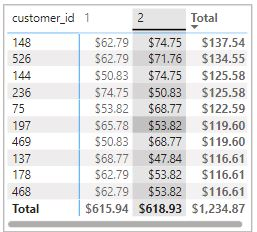 customer_id 1 2 Total
148 $62.79 $74.75 $137.54
526 $62.79 $71.76 $134.55
144 $50.83 $74.75 $125.58
236 $74.75 $50.83 $125.58
75 $53.82 $68.77 $122.59
197 $65.78 $53.82 $119.60
469 $50.83 $68.77 $119.60
137 $68.77 $47.84 $116.61
178 $62.79 $53.82 $116.61
468 $62.79 $53.82 $116.61
Total $615.94 $618.93 $1,234.87